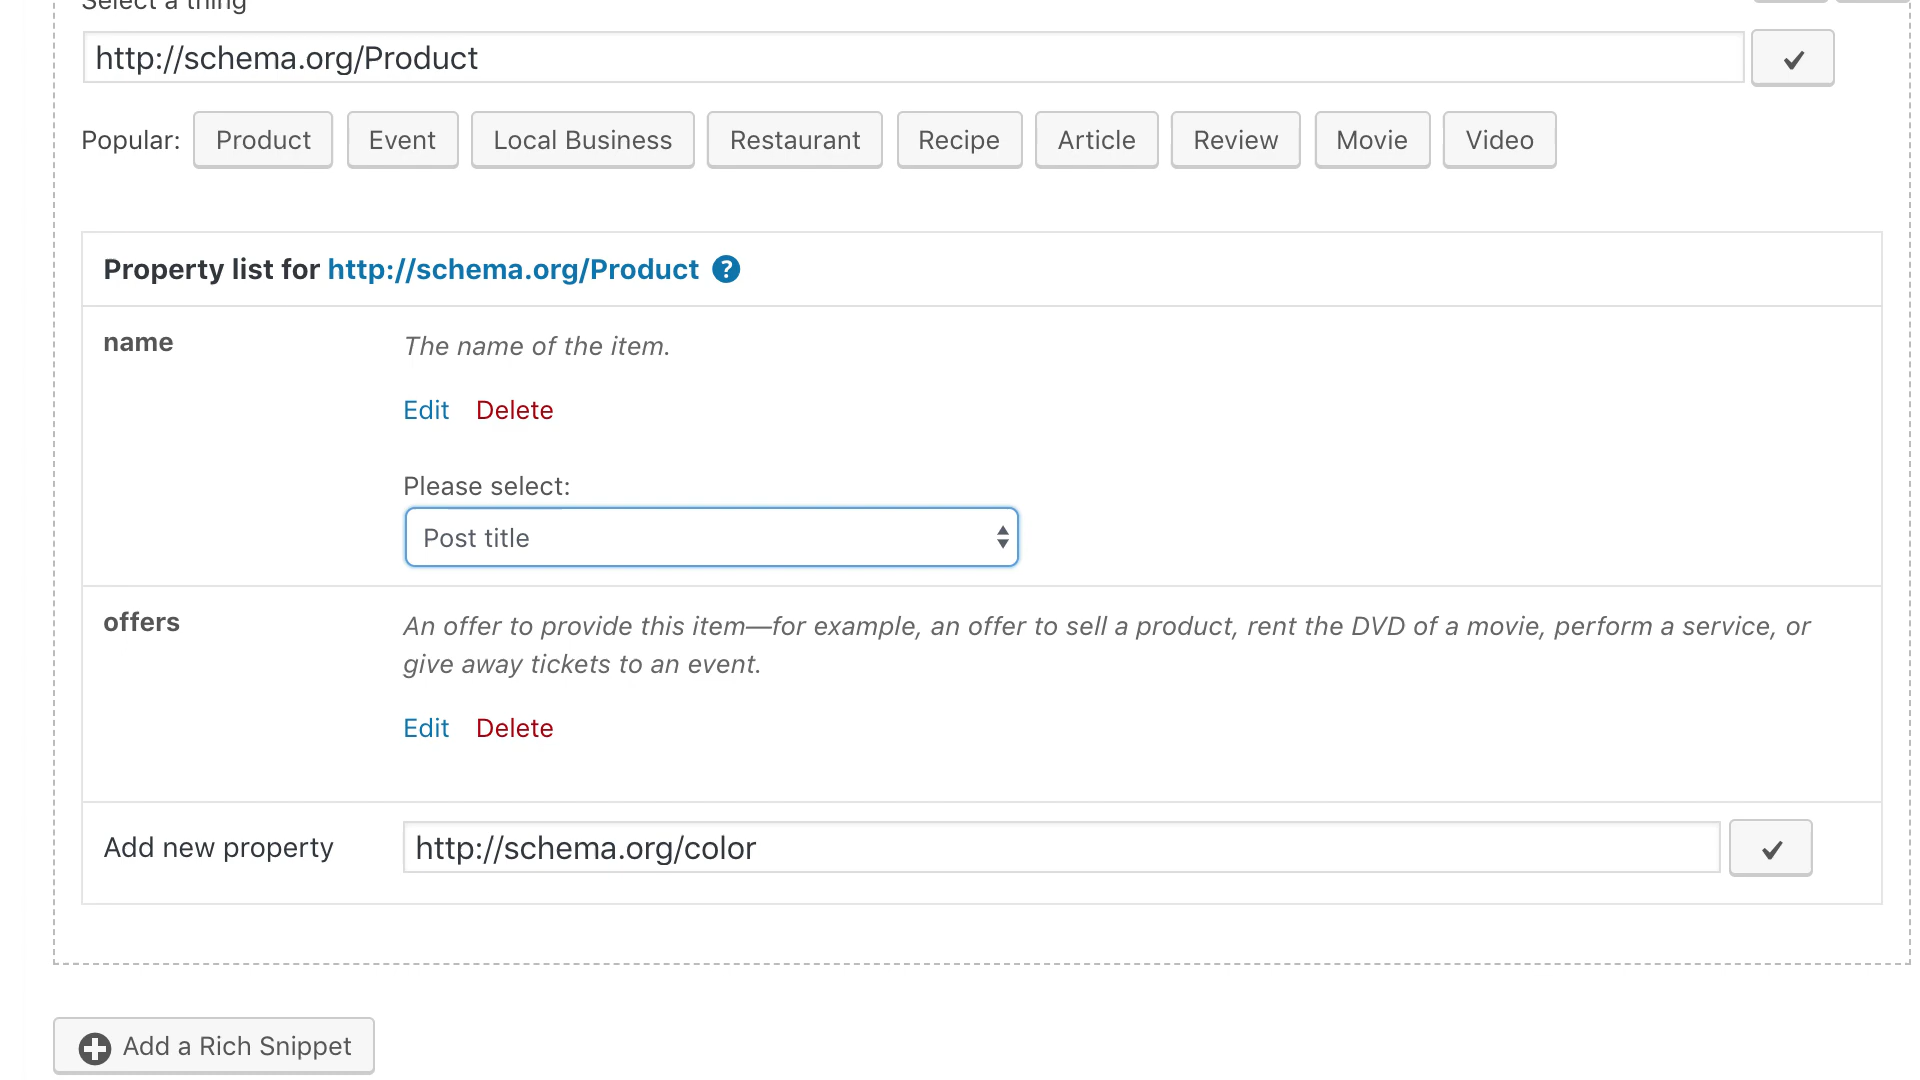 Select a thing
http://schema.org/Product
Popular: Product Event Local Business Restaurant Recipe Article Review Movie Video
Property list for http://schema.org/Product ?
name
The name of the item.
Edit Delete
Please select:
Post title
offers
An offer to provide this item—for example, an offer to sell a product, rent the DVD of a movie, perform a service, or
give away tickets to an event.
Edit Delete
Add new property http://schema.org/color
Add a Rich Snippet